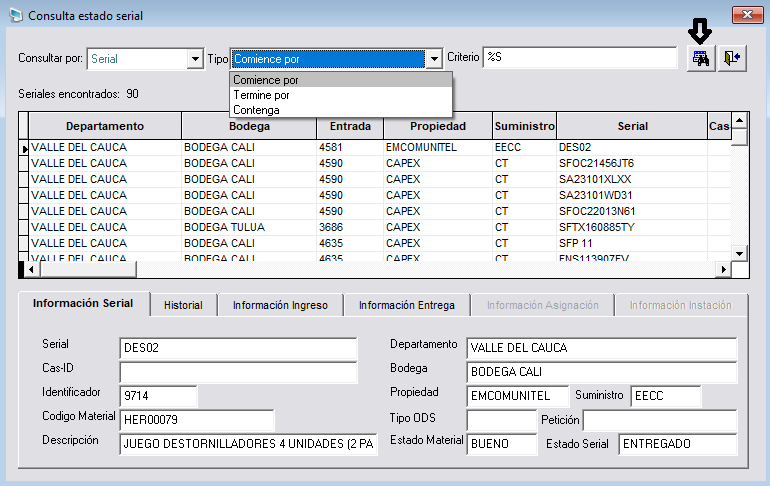 Consulta estado serial
Consultar por: Serial Tipo Comience por Criterio %S
Comience por
Termine por
Contenga
Seriales encontrados: 90
Departamento Bodega Entrada Propiedad Suministro Serial Cas
VALLE DEL CAUCA BODEGA CALI 4581 EMCOMUNITEL EECC DES02
VALLE DEL CAUCA BODEGA CALI 4590 CAPEX CT SFOC21456JT6
VALLE DEL CAUCA BODEGA CALI 4590 CAPEX CT SA23101XLXX
VALLE DEL CAUCA BODEGA CALI 4590 CAPEX CT SA23101WD31
VALLE DEL CAUCA BODEGA CALI 4590 CAPEX CT SFOC22013N61
VALLE DEL CAUCA BODEGA TULUA 3686 CAPEX CT SFTX160885TY
VALLE DEL CAUCA BODEGA CALI 4635 CAPEX CT SFP 11
VALLE DEL CAUCA BODEGA CALI 4635 CAPEX CT
Información Serial Historial Información Ingreso Información Entrega Información Asignación Información Instación
Serial DES02 Departamento VALLE DEL CAUCA
Cas-ID Bodega BODEGA CALI
Identificador 9714 Propiedad EMCOMUNITEL Suministro EECC
Codigo Material HER00079 Tipo ODS Petición
Descripción JUEGO DESTORNILLADORES 4 UNIDADES (2 PA Estado Material BUENO Estado Serial ENTREGADO